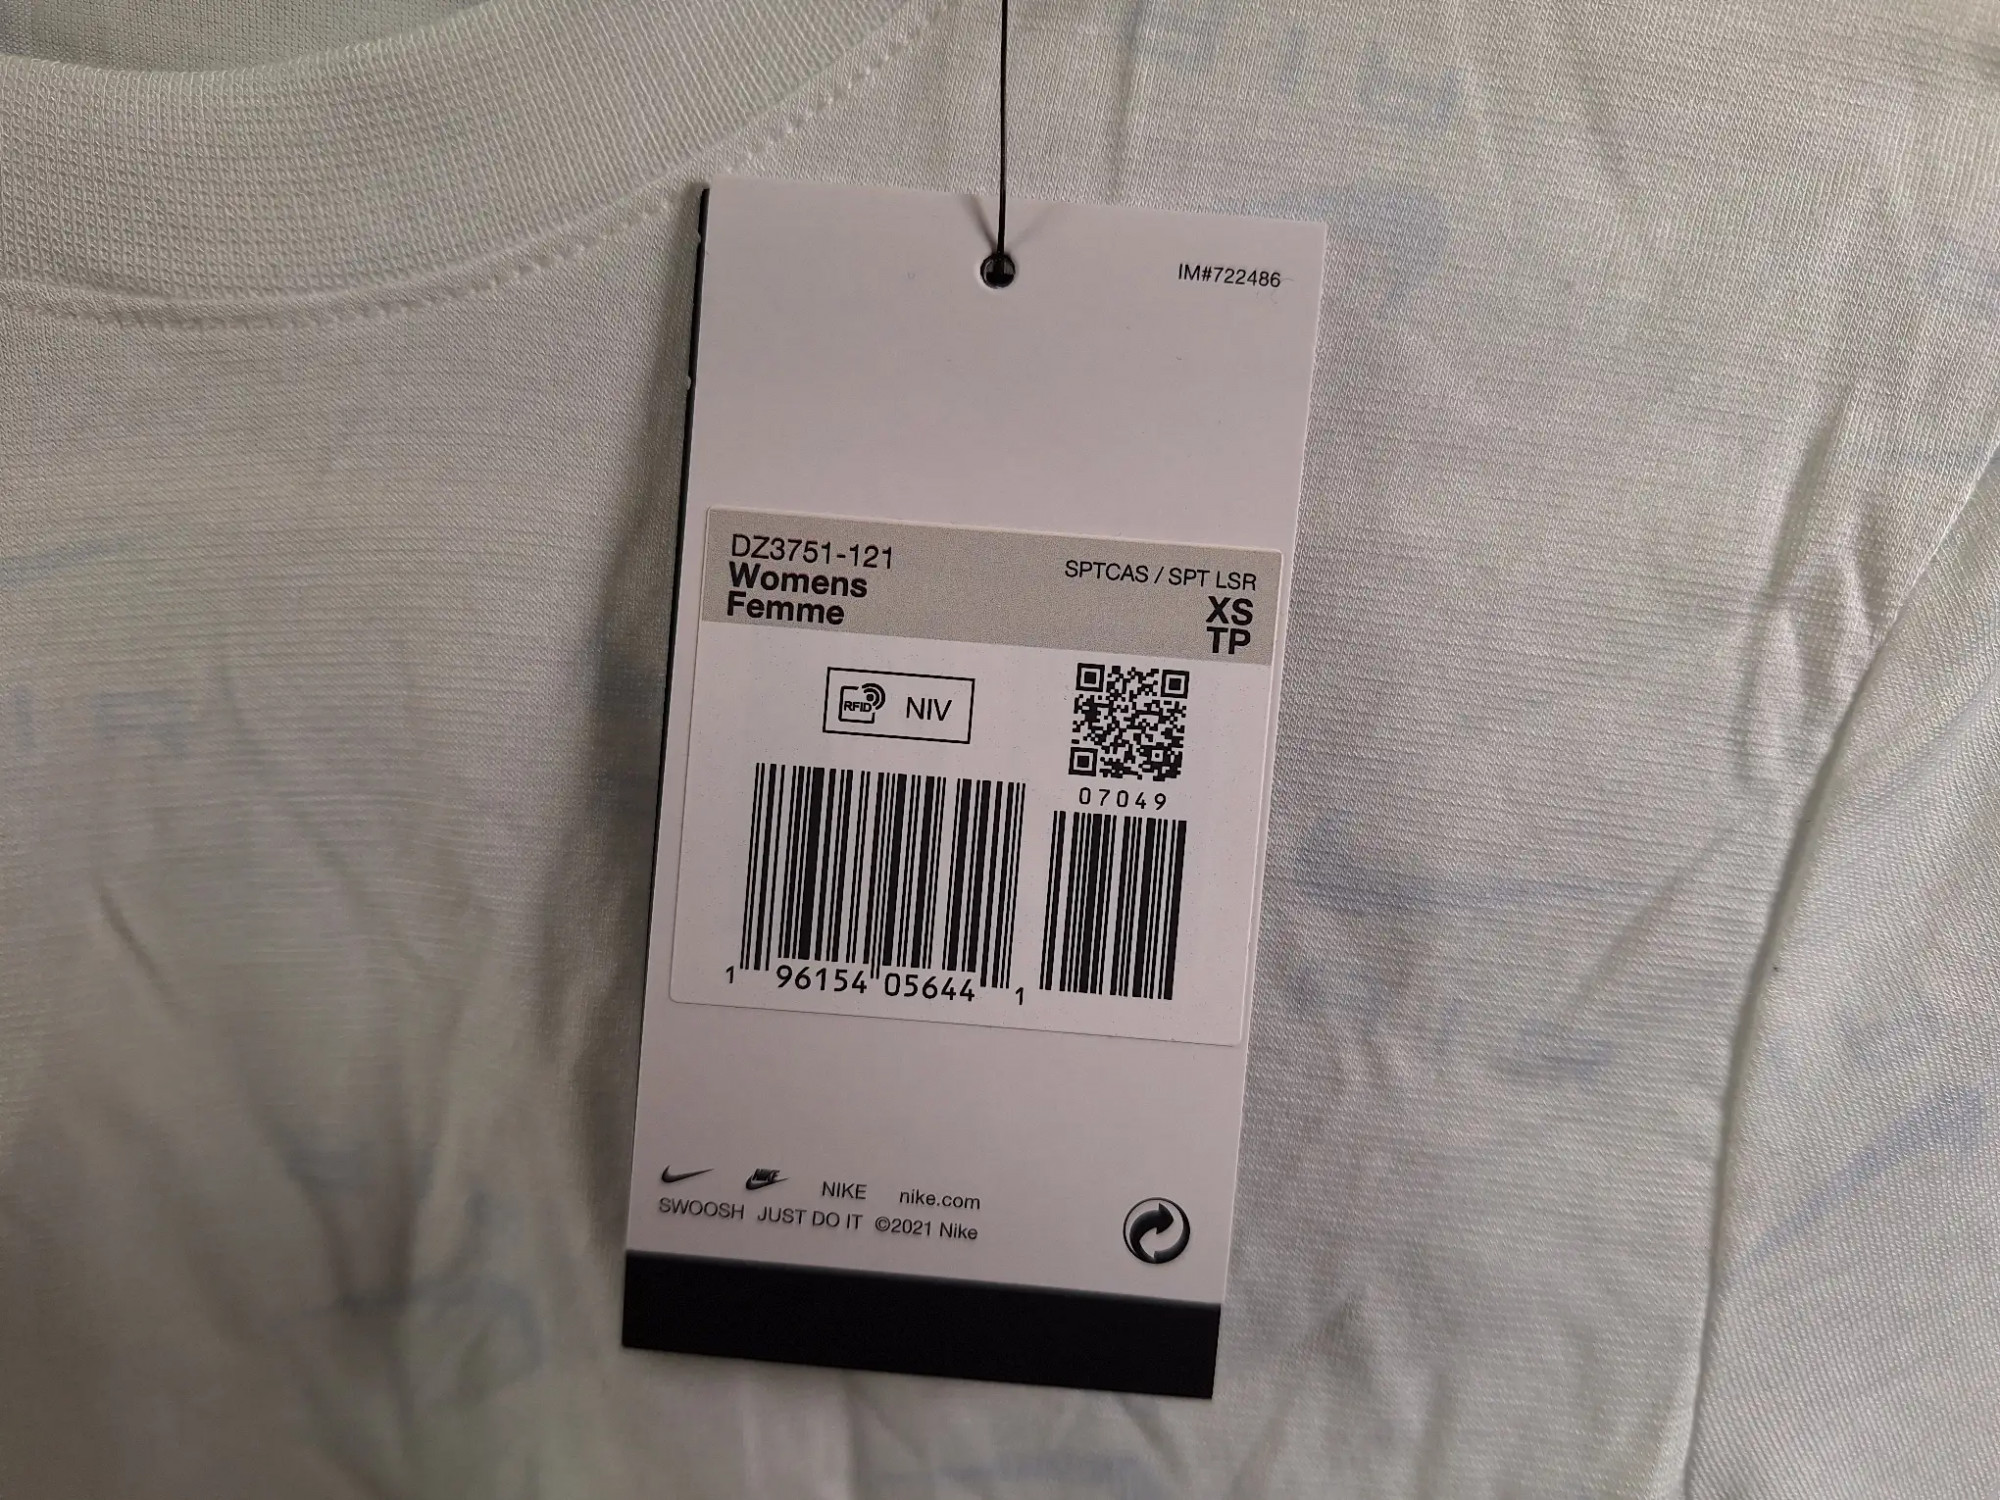 IM#722486
DZ3751-121
Womens
Femme
SPTCAS / SPT LSR
XS
TP
RFID NIV
07049
1 96154 05644 1
NIKE NIKE nike.com
SWOOSH JUST DO IT ©2021 Nike